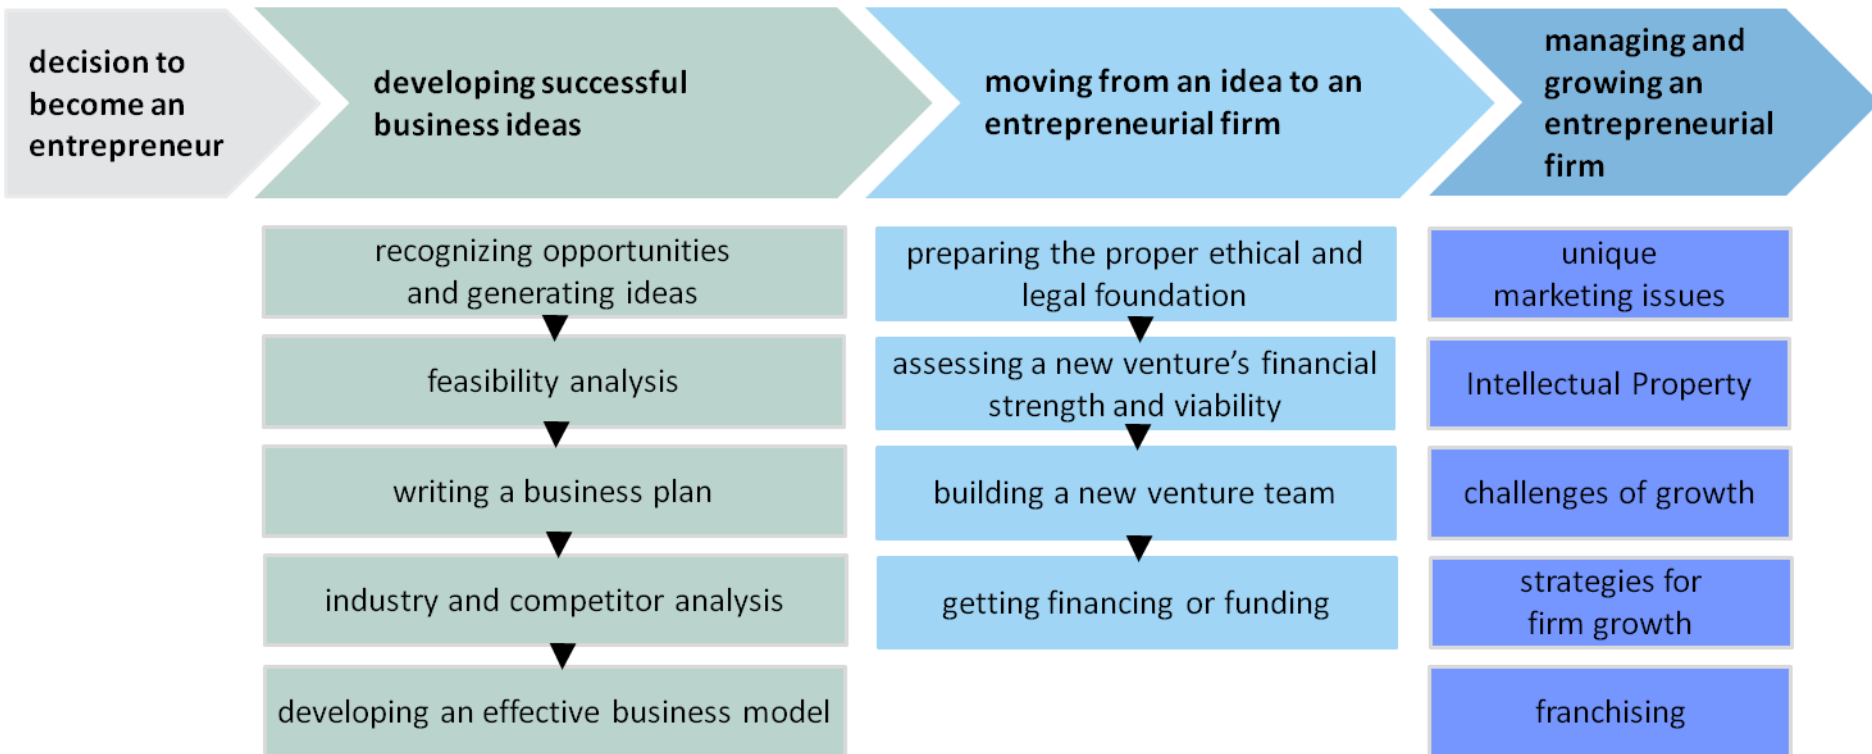 decision to
become an
entrepreneur
developing successful
business ideas
moving from an idea to an
entrepreneurial firm
managing and
growing an
entrepreneurial
firm
recognizing opportunities
and generating ideas
feasibility analysis
writing a business plan
industry and competitor analysis
developing an effective business model
preparing the proper ethical and
legal foundation
assessing a new venture’s financial
strength and viability
building a new venture team
getting financing or funding
unique
marketing issues
Intellectual Property
challenges of growth
strategies for
firm growth
franchising